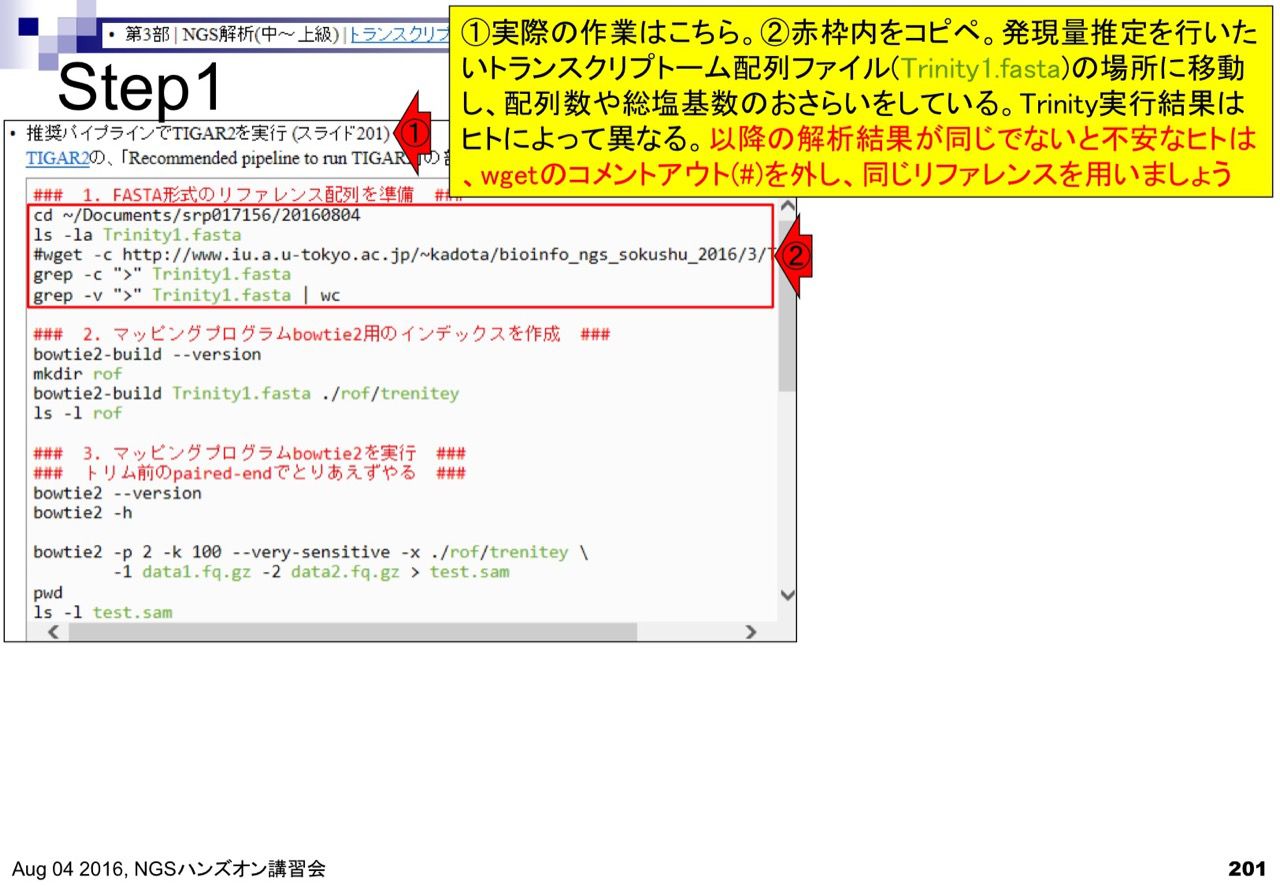 • 第3部 | NGS解析(中～上級) | トランスクリプ
Step1
①実際の作業はこちら。②赤枠内をコピペ。発現量推定を行いた
いトランスクリプトーム配列ファイル(Trinity1.fasta)の場所に移動
し、配列数や総塩基数のおさらいをしている。Trinity実行結果は
ヒトによって異なる。以降の解析結果が同じでないと不安なヒトは
、wgetのコメントアウト(#)を外し、同じリファレンスを用いましょう
• 推奨パイプラインでTIGAR2を実行 (スライド201)
①
TIGAR2の、「Recommended pipeline to run TIGAR
### 1. FASTA形式のリファレンス配列を準備 ###
cd ~/Documents/srp017156/20160804
ls -la Trinity1.fasta
#wget -c http://www.iu.a.u-tokyo.ac.jp/~kadota/bioinfo_ngs_sokushu_2016/3/T
②
grep -c ">" Trinity1.fasta
grep -v ">" Trinity1.fasta | wc
### 2. マッピングプログラムbowtie2用のインデックスを作成 ###
bowtie2-build --version
mkdir rof
bowtie2-build Trinity1.fasta ./rof/trenitey
ls -l rof
### 3. マッピングプログラムbowtie2を実行 ###
### トリム前のpaired-endでとりあえずやる ###
bowtie2 --version
bowtie2 -h
bowtie2 -p 2 -k 100 --very-sensitive -x ./rof/trenitey \
-1 data1.fq.gz -2 data2.fq.gz > test.sam
pwd
ls -l test.sam
Aug 04 2016, NGSハンズオン講習会
201